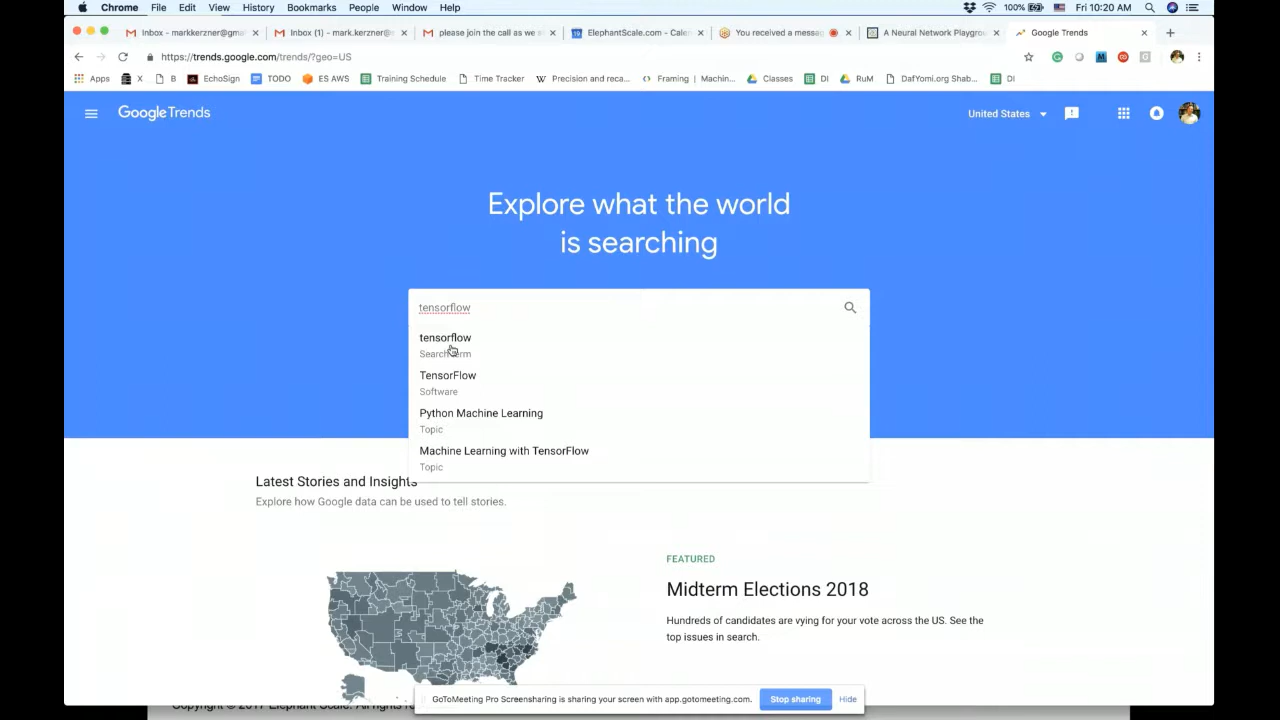 Chrome File Edit View History Bookmarks People Window Help 100% Fri 10:20 AM
Inbox - markkerzner@gmai Inbox (1) - mark.kerzner@s please join the call as we s ElephantScale.com - Calen You received a messag A Neural Network Playgrou Google Trends
https://trends.google.com/trends/?geo=US
Apps X B EchoSign TODO ES AWS Training Schedule Time Tracker Precision and reca... Framing | Machin... Classes DI RuM DafYomi.org Shab... DI
Google Trends United States
Explore what the world
is searching
tensorflow
tensorflow
Search term
TensorFlow
Software
Python Machine Learning
Topic
Machine Learning with TensorFlow
Topic
Latest Stories and Insights
Explore how Google data can be used to tell stories.
FEATURED
Midterm Elections 2018
Hundreds of candidates are vying for your vote across the US. See the
top issues in search.
GoToMeeting Pro Screensharing is sharing your screen with app.gotomeeting.com. Stop sharing Hide